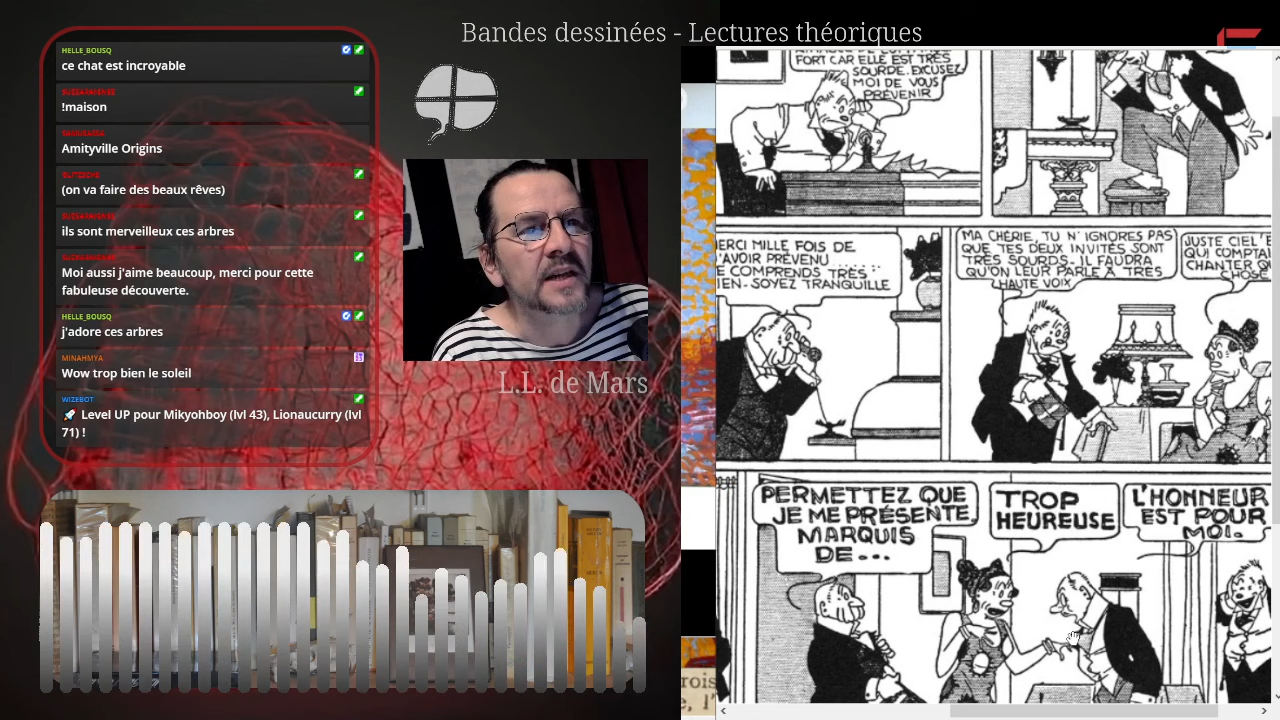 Bandes dessinées - Lectures théoriques
HELLE_BOUSQ
ce chat est incroyable
!maison
Amityville Origins
(on va faire des beaux rêves)
ils sont merveilleux ces arbres
Moi aussi j'aime beaucoup, merci pour cette
fabuleuse découverte
HELLE_BOUSQ
j'adore ces arbres
MINAHMYA
Wow trop bien le soleil
WIZEBOT
Level UP pour Mikyohboy (lvl 43), Lionaucurry (lvl
71) !
L.L. de Mars
FORT CAR ELLE EST TRÈS
SOURDE. EXCUSEZ
MOI DE VOUS
PRÉVENIR
ERCI MILLE FOIS DE
'AVOIR PRÉVENU
E COMPRENDS TRÈS
IEN - SOYEZ TRANQUILLE
MA CHÉRIE, TU N'IGNORES PAS
QUE TES DEUX INVITÉS SONT
TRÈS SOURDS - IL FAUDRA
QU'ON LEUR PARLE À TRÈS
HAUTE VOIX
JUSTE CIEL E
QUI COMPTAI
CHANTER QU
HOSE
PERMETTEZ QUE
JE ME PRÉSENTE
MARQUIS
DE...
TROP
HEUREUSE
L'HONNEUR
EST POUR
MOI.
rois
e, l'